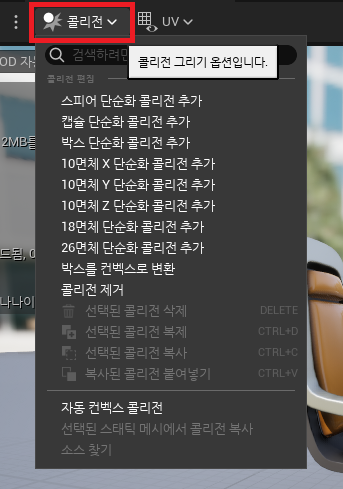 콜리전
UV
OD 자동
검색하려면
콜리전 그리기 옵션입니다.
콜리전 편집
스피어 단순화 콜리전 추가
캡슐 단순화 콜리전 추가
2MB를
박스 단순화 콜리전 추가
10면체 X 단순화 콜리전 추가
10면체 Y 단순화 콜리전 추가
10면체 Z 단순화 콜리전 추가
18면체 단순화 콜리전 추가
드됨,
26면체 단순화 콜리전 추가
박스를 컨벡스로 변환
콜리전 제거
나나이
선택된 콜리전 삭제 DELETE
선택된 콜리전 복제 CTRL+D
선택된 콜리전 복사 CTRL+C
복사된 콜리전 붙여넣기 CTRL+V
자동 컨벡스 콜리전
선택된 스태틱 메시에서 콜리전 복사
소스 찾기